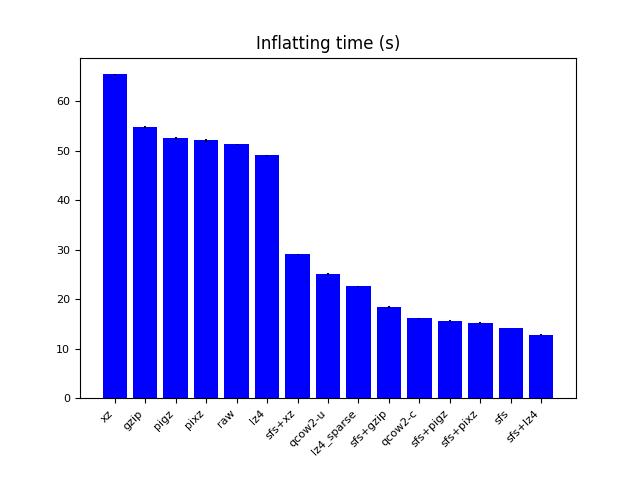 Inflatting time (s)
60
50
40
30
20
10
0
xz
gzip
pigz
pixz
raw
lz4
sfs+xz
qcow2-u
lz4_sparse
sfs+gzip
qcow2-c
sfs+pigz
sfs+pixz
sfs
sfs+lz4